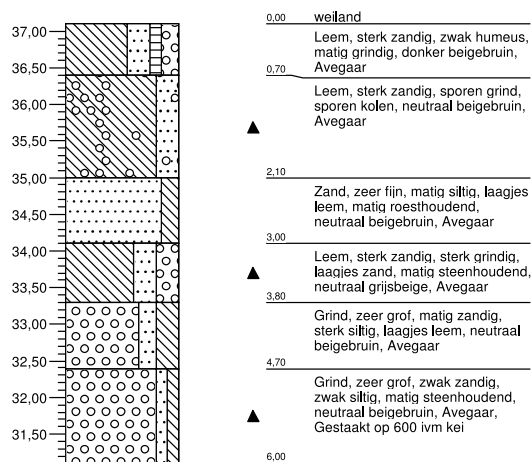 0,00 weiland
37,00
Leem, sterk zandig, zwak humeus,
matig grindig, donker beigebruin,
Avegaar
36,50
0,70
Leem, sterk zandig, sporen grind,
sporen kolen, neutraal beigebruin,
Avegaar
36,00
35,50
35,00
2,10
Zand, zeer fijn, matig siltig, laagjes
leem, matig roesthoudend,
neutraal beigebruin, Avegaar
34,50
34,00
3,00
Leem, sterk zandig, sterk grindig,
laagjes zand, matig steenhoudend,
neutraal grijsbeige, Avegaar
33,50
3,80
Grind, zeer grof, matig zandig,
sterk siltig, laagjes leem, neutraal
beigebruin, Avegaar
33,00
32,50
4,70
Grind, zeer grof, zwak zandig,
zwak siltig, matig steenhoudend,
neutraal beigebruin, Avegaar,
Gestaakt op 600 ivm kei
32,00
31,50
6,00